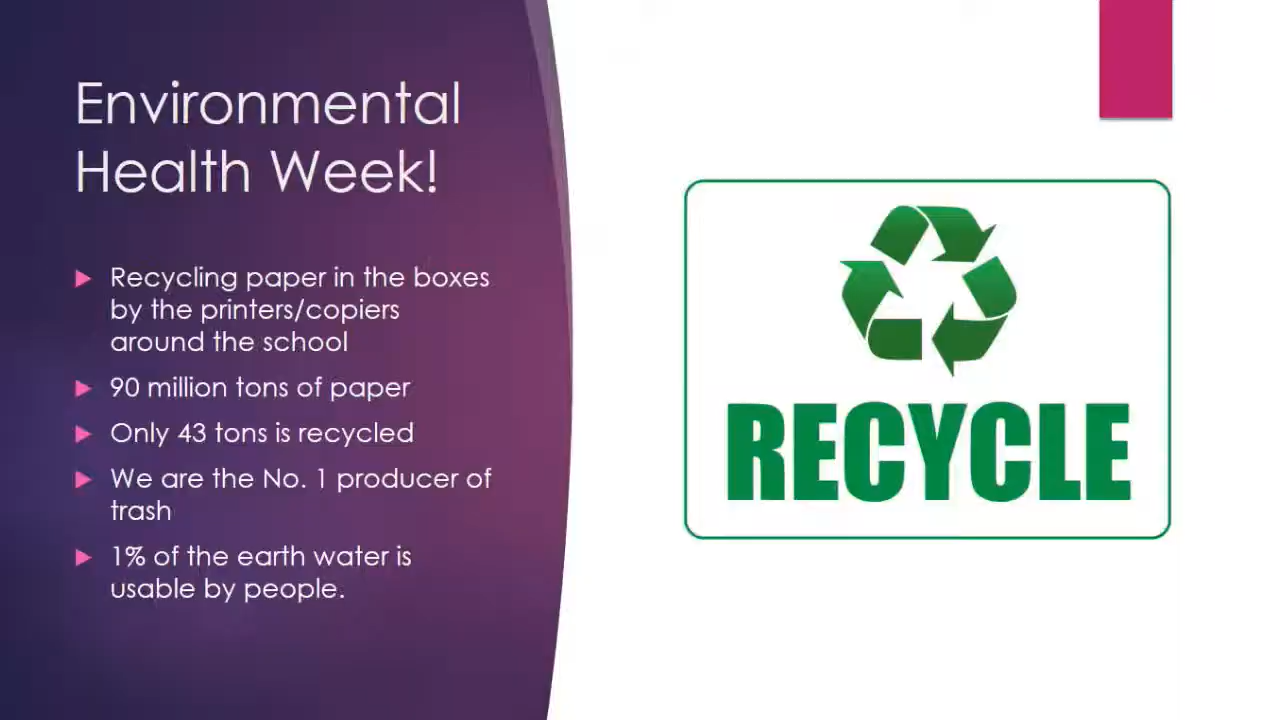 Environmental
Health Week!
Recycling paper in the boxes
by the printers/copiers
around the school
90 million tons of paper
Only 43 tons is recycled
We are the No. 1 producer of
trash
1% of the earth water is
usable by people.
RECYCLE